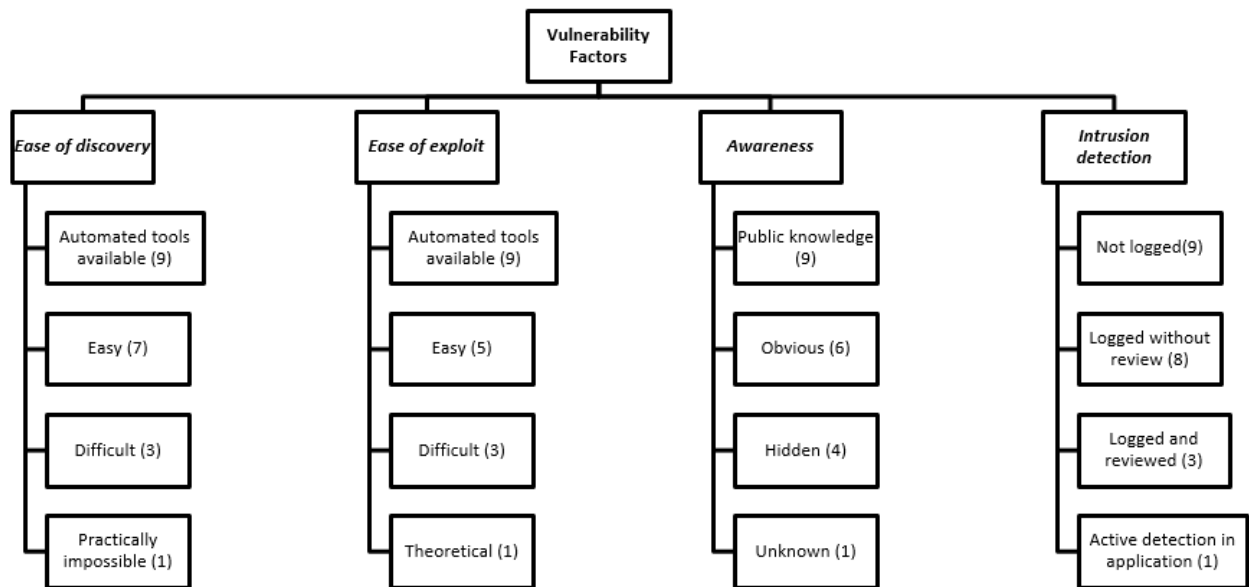 Vulnerability
Factors
Ease of discovery
Ease of exploit
Awareness
Intrusion
detection
Automated tools
available (9)
Easy (7)
Difficult (3)
Practically
impossible (1)
Automated tools
available (9)
Easy (5)
Difficult (3)
Theoretical (1)
Public knowledge
(9)
Obvious (6)
Hidden (4)
Unknown (1)
Not logged(9)
Logged without
review (8)
Logged and
reviewed (3)
Active detection in
application (1)